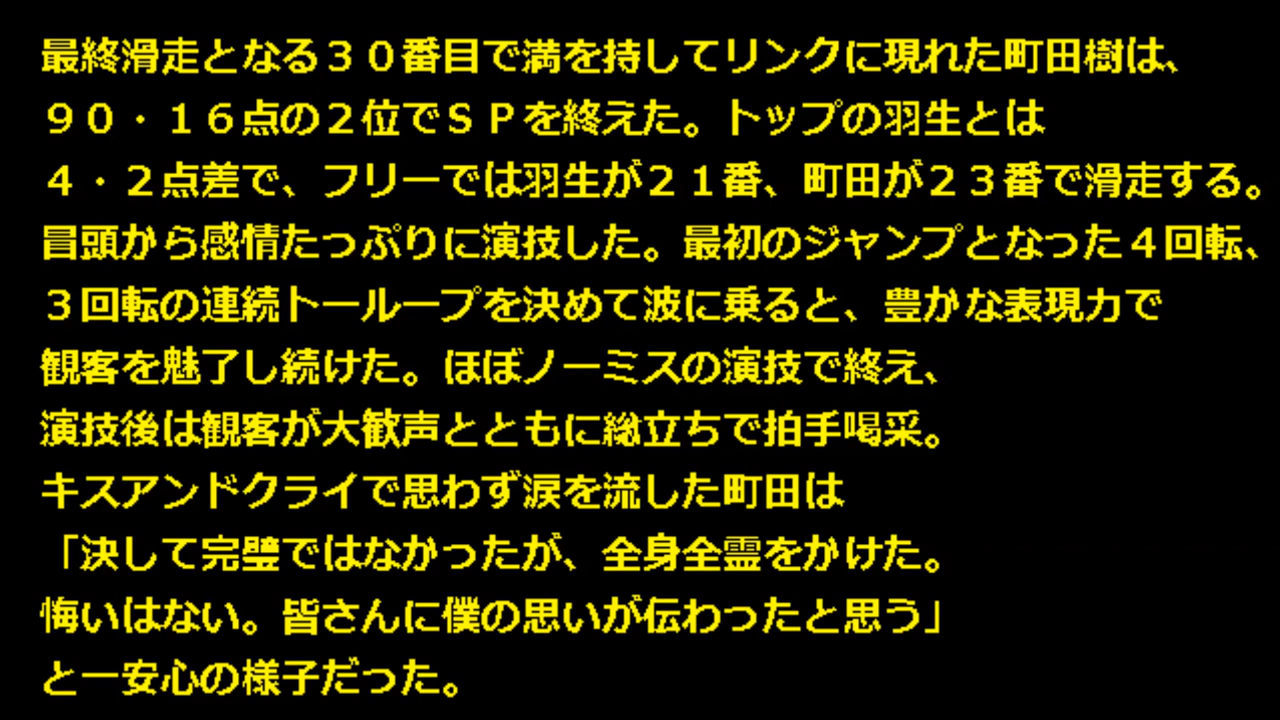 最終滑走となる３０番目で満を持してリンクに現れた町田樹は、
９０・１６点の２位でＳＰを終えた。トップの羽生とは
４・２点差で、フリーでは羽生が２１番、町田が２３番で滑走する。
冒頭から感情たっぷりに演技した。最初のジャンプとなった４回転、
３回転の連続トーループを決めて波に乗ると、豊かな表現力で
観客を魅了し続けた。ほぼノーミスの演技で終え、
演技後は観客が大歓声とともに総立ちで拍手喝采。
キスアンドクライで思わず涙を流した町田は
「決して完璧ではなかったが、全身全霊をかけた。
悔いはない。皆さんに僕の思いが伝わったと思う」
と一安心の様子だった。